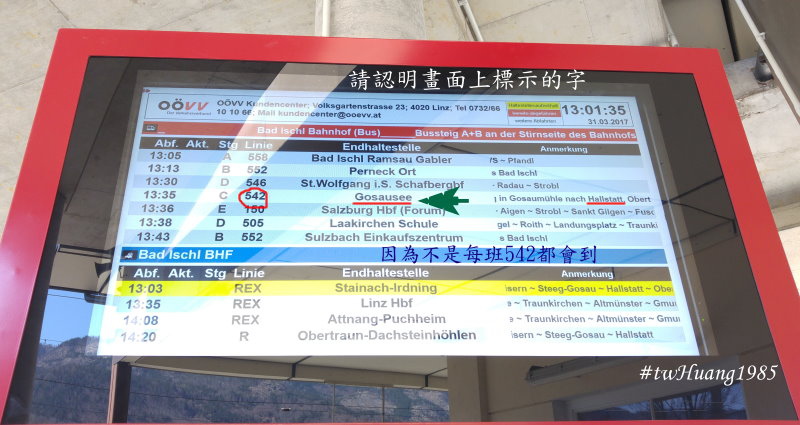 請認明畫面上標示的字
OÖVV OÖVV Kundencenter; Volksgartenstrasse 23; 4020 Linz; Tel 0732/66
10 10 66; Mail kundencenter@ooevv.at
13:01:35
31.03.2017
Bad Ischl Bahnhof (Bus) Bussteig A+B an der Stirnseite des Bahnhofs
Abf. Akt. Stg Linie Endhaltestelle Anmerkung
13:05 A 558 Bad Ischl Ramsau Gabler /S ~ Pfandl
13:13 B 552 Perneck Ort s Bad Ischl
13:30 D 546 St.Wolfgang i.S. Schafbergbf - Radau ~ Strobl
13:35 C 542 Gosausee in Gosaumühle nach Hallstatt, Obert
13:36 E 150 Salzburg Hbf (Forum) - Aigen ~ Strobl ~ Sankt Gilgen ~ Fusc
13:38 D 505 Laakirchen Schule gel ~ Roith ~ Landungsplatz ~ Traunki
13:43 B 552 Sulzbach Einkaufszentrum s Bad Ischl
因為不是每班542都會到
Bad Ischl BHF
Abf. Akt. Stg Linie Endhaltestelle Anmerkung
13:03 REX Stainach-Irdning isern ~ Steeg-Gosau ~ Hallstatt ~ Obe
13:35 REX Linz Hbf e ~ Traunkirchen ~ Altmünster ~ Gmu
14:08 REX Attnang-Puchheim e ~ Traunkirchen ~ Altmünster ~ Gmu
14:20 R Obertraun-Dachsteinhöhlen isern ~ Steeg-Gosau ~ Hallstatt
#twHuang1985